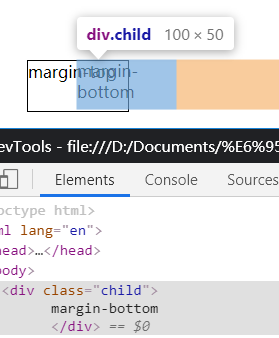 div.child 100 × 50
margin-top
margin-
bottom
evTools - file:///D:/Documents/%E6%95
Elements Console Sources
octype html>
ml lang="en">
ead>…</head>
ody>
<div class="child">
margin-bottom
</div> == $0